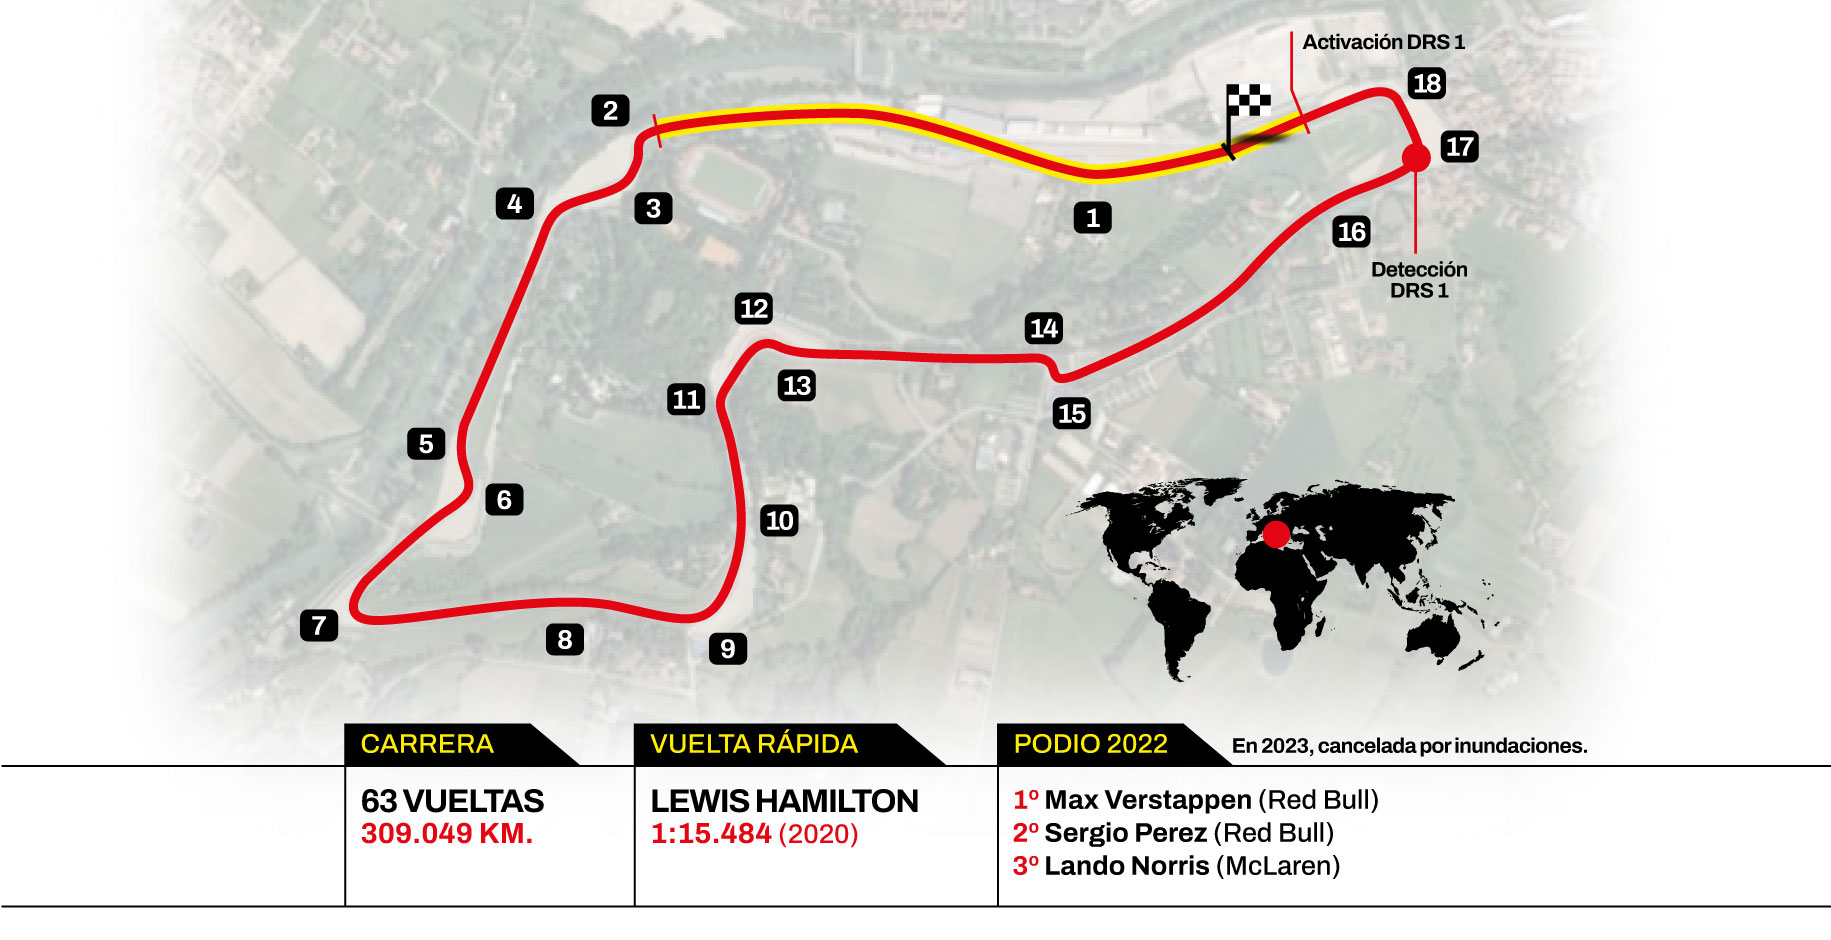 Activación DRS 1
18
2
17
4
3
1
16
Detección
DRS 1
12
14
13
11
15
5
6
10
7
8
9
CARRERA
63 VUELTAS
309.049 KM.
VUELTA RÁPIDA
LEWIS HAMILTON
1:15.484 (2020)
PODIO 2022
En 2023, cancelada por inundaciones.
1º Max Verstappen (Red Bull)
2º Sergio Perez (Red Bull)
3º Lando Norris (McLaren)